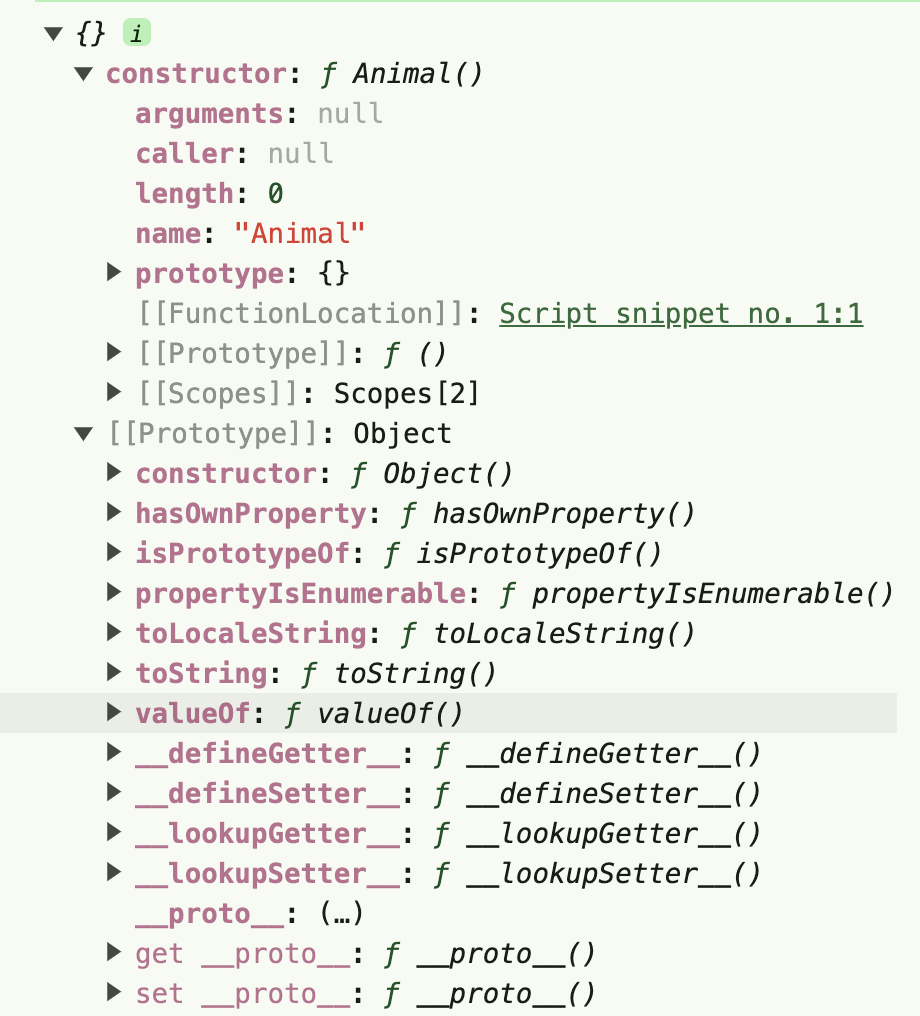 ▼ {} i
▼ constructor: ƒ Animal()
arguments: null
caller: null
length: 0
name: "Animal"
▶ prototype: {}
[[FunctionLocation]]: Script snippet no. 1:1
▶ [[Prototype]]: ƒ ()
▶ [[Scopes]]: Scopes[2]
▼ [[Prototype]]: Object
▶ constructor: ƒ Object()
▶ hasOwnProperty: ƒ hasOwnProperty()
▶ isPrototypeOf: ƒ isPrototypeOf()
▶ propertyIsEnumerable: ƒ propertyIsEnumerable()
▶ toLocaleString: ƒ toLocaleString()
▶ toString: ƒ toString()
▶ valueOf: ƒ valueOf()
▶ __defineGetter__: ƒ __defineGetter__()
▶ __defineSetter__: ƒ __defineSetter__()
▶ __lookupGetter__: ƒ __lookupGetter__()
▶ __lookupSetter__: ƒ __lookupSetter__()
__proto__: (…)
▶ get __proto__: ƒ __proto__()
▶ set __proto__: ƒ __proto__()